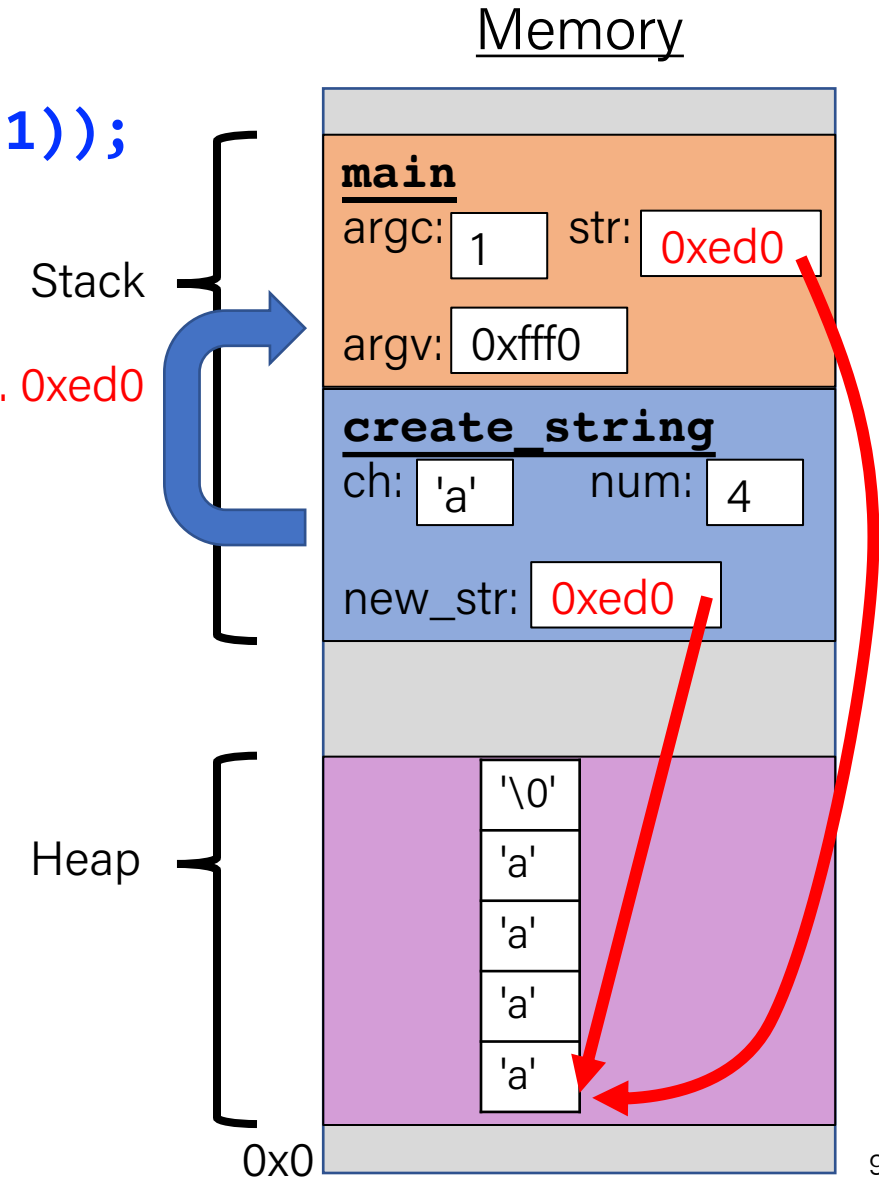 Memory
1));
main
argc: 1 str: 0xed0
Stack
argv: 0xfff0
. 0xed0
create_string
ch: 'a' num: 4
new_str: 0xed0
'\0'
'a'
Heap
'a'
'a'
'a'
0x0
9